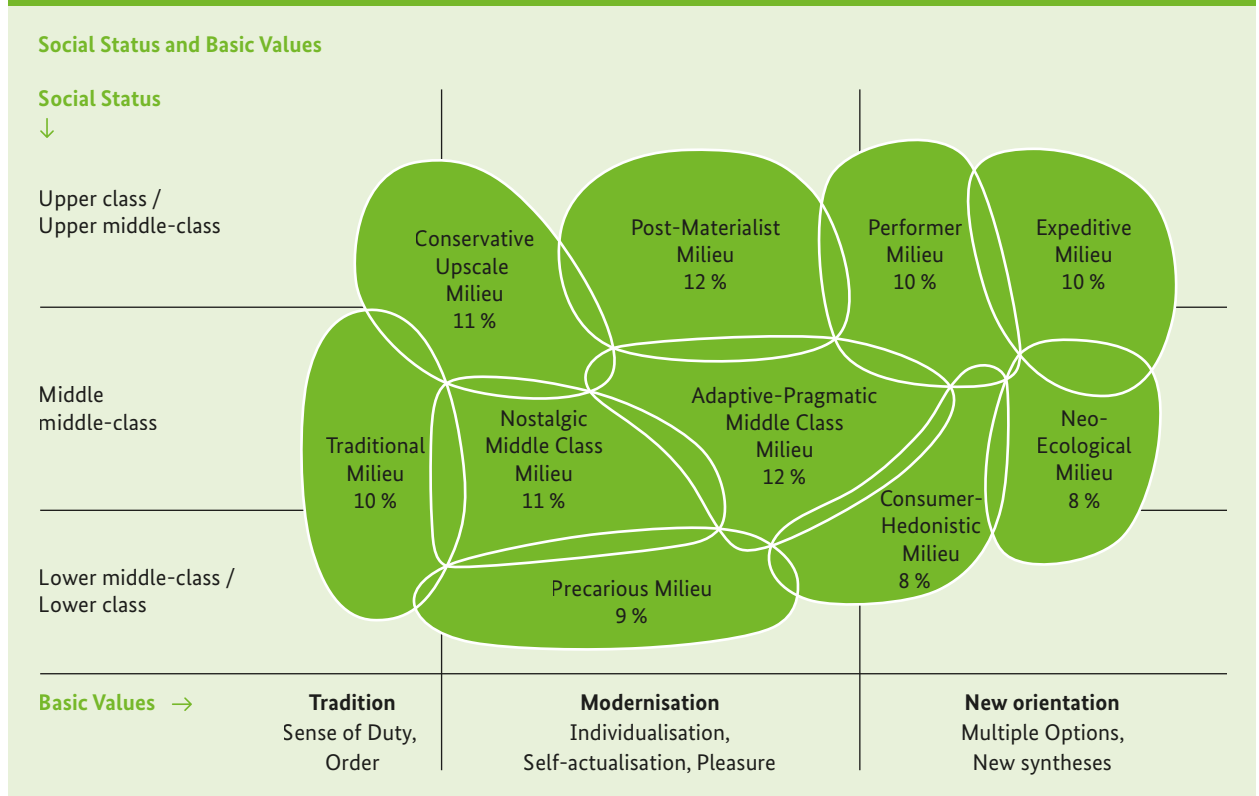 Social Status and Basic Values
Social Status
↓
Upper class /
Upper middle-class
Middle
middle-class
Lower middle-class /
Lower class
Conservative
Upscale
Milieu
11 %
Post-Materialist
Milieu
12 %
Performer
Milieu
10 %
Expeditive
Milieu
10 %
Traditional
Milieu
10 %
Nostalgic
Middle Class
Milieu
11 %
Adaptive-Pragmatic
Middle Class
Milieu
12 %
Consumer-
Hedonistic
Milieu
8 %
Neo-
Ecological
Milieu
8 %
Precarious Milieu
9 %
Basic Values →
Tradition
Sense of Duty,
Order
Modernisation
Individualisation,
Self-actualisation, Pleasure
New orientation
Multiple Options,
New syntheses